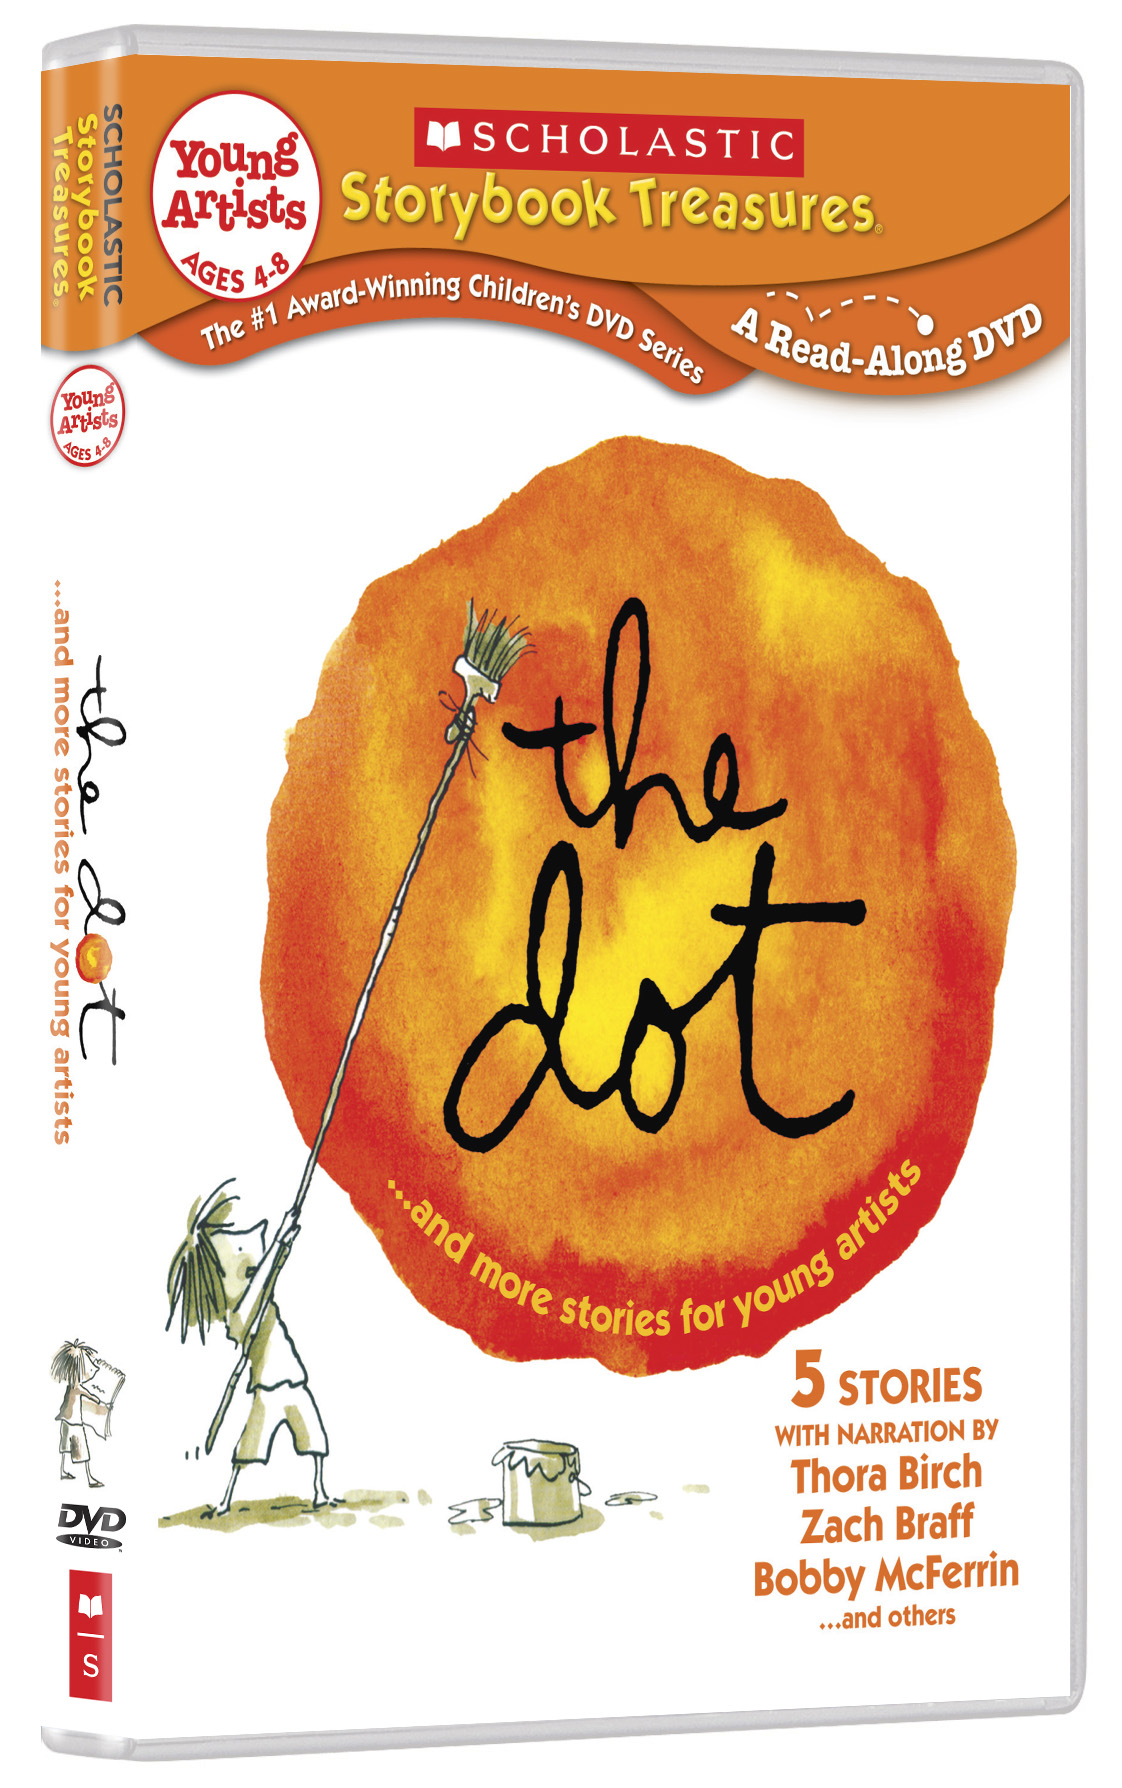 SCHOLASTIC
Storybook Treasures®
Young
Artists
AGES 4-8
The #1 Award-Winning Children's DVD Series
A Read-Along DVD
the
dot
...and more stories for young artists
5 STORIES
WITH NARRATION BY
Thora Birch
Zach Braff
Bobby McFerrin
...and others
SCHOLASTIC
Storybook
Treasures®
Young
Artists
AGES 4-8
the dot
...and more stories for young artists
DVD
VIDEO
S